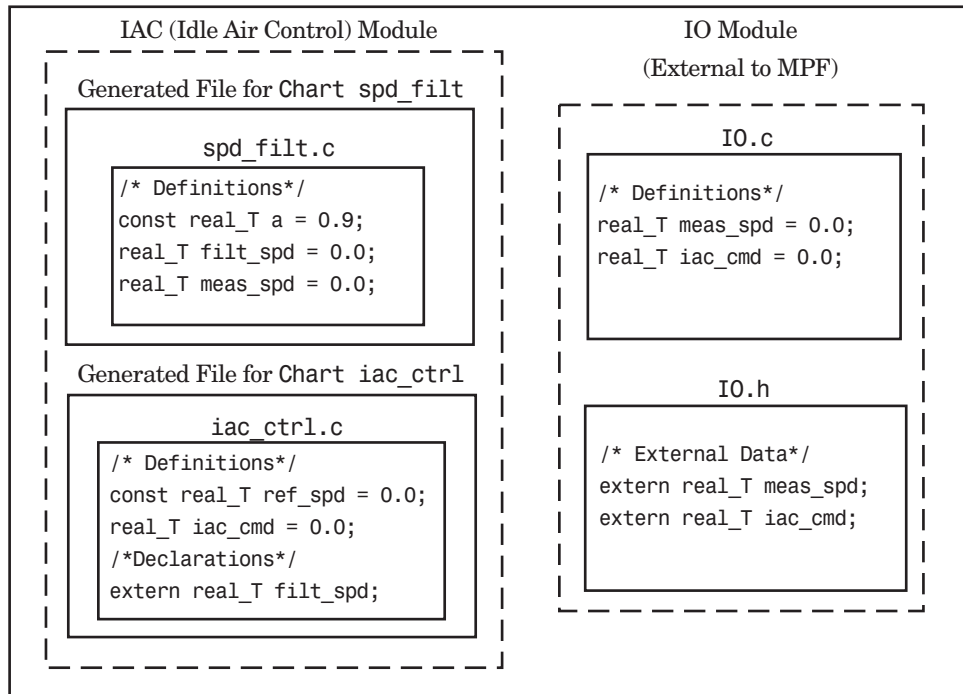 IAC (Idle Air Control) Module
Generated File for Chart spd_filt
spd_filt.c
/* Definitions*/
const real_T a = 0.9;
real_T filt_spd = 0.0;
real_T meas_spd = 0.0;
Generated File for Chart iac_ctrl
iac_ctrl.c
/* Definitions*/
const real_T ref_spd = 0.0;
real_T iac_cmd = 0.0;
/*Declarations*/
extern real_T filt_spd;
IO Module
(External to MPF)
IO.c
/* Definitions*/
real_T meas_spd = 0.0;
real_T iac_cmd = 0.0;
IO.h
/* External Data*/
extern real_T meas_spd;
extern real_T iac_cmd;